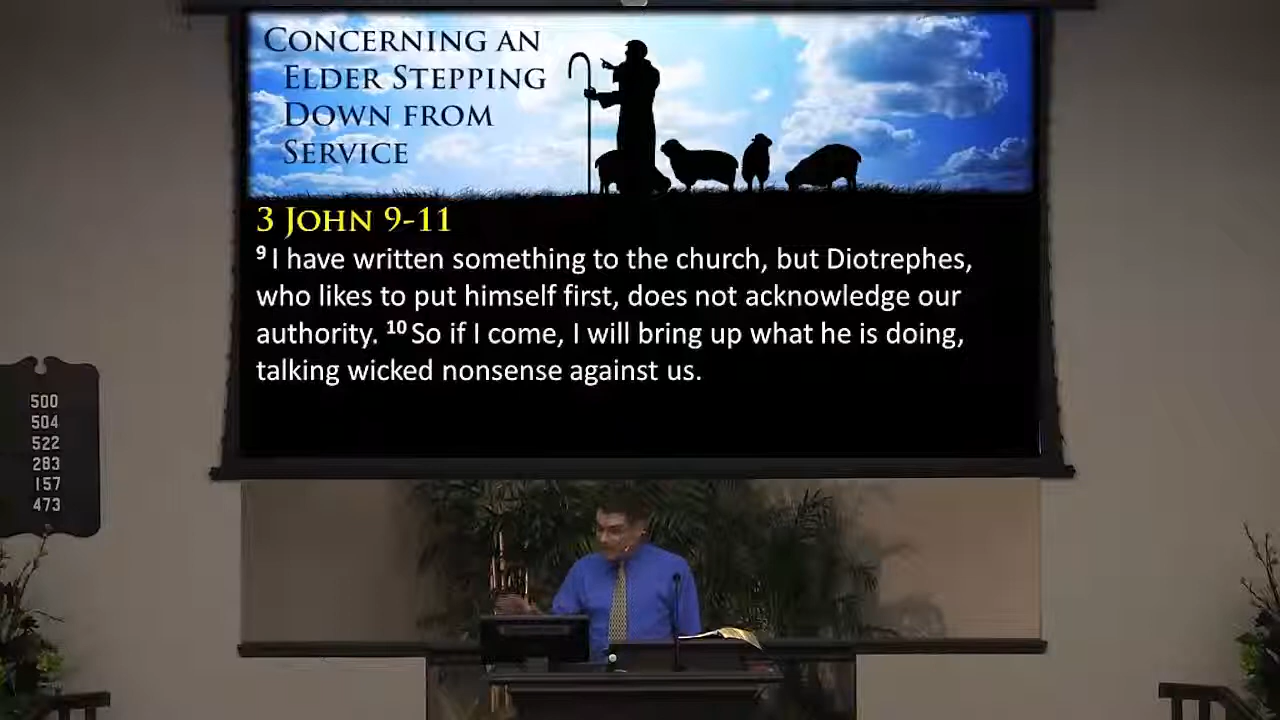 CONCERNING AN
ELDER STEPPING
DOWN FROM
SERVICE
3 JOHN 9-11
9 I have written something to the church, but Diotrephes,
who likes to put himself first, does not acknowledge our
authority. 10 So if I come, I will bring up what he is doing,
talking wicked nonsense against us.
500
504
522
283
157
473